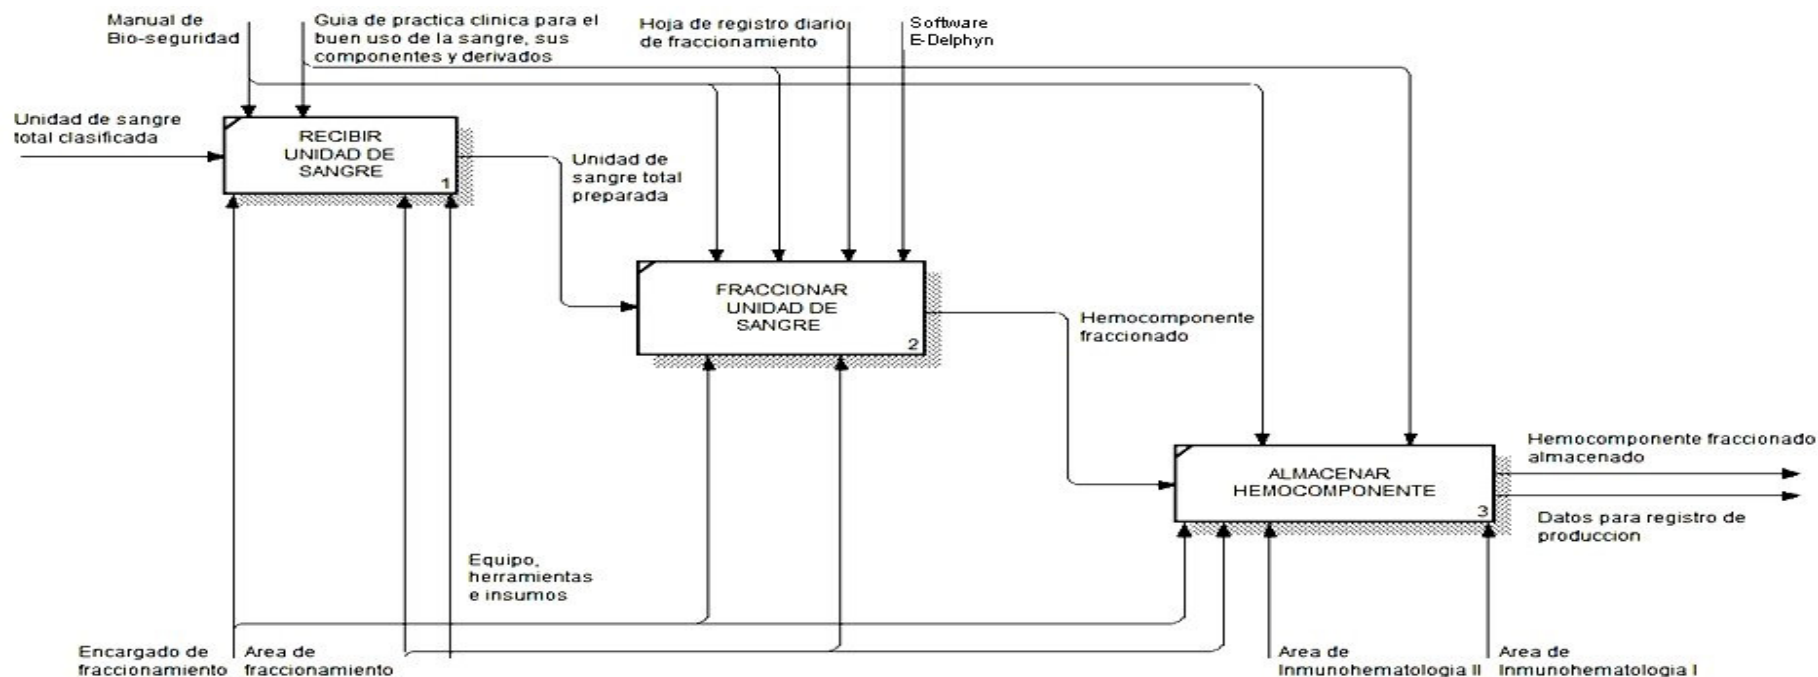 Manual de
Bio-seguridad
Guia de practica clinica para el
buen uso de la sangre, sus
componentes y derivados
Hoja de registro diario
de fraccionamiento
Software
E-Delphyn
Unidad de sangre
total clasificada
RECIBIR
UNIDAD DE
SANGRE
1
Unidad de
sangre total
preparada
FRACCIONAR
UNIDAD DE
SANGRE
2
Hemocomponente
fraccionado
ALMACENAR
HEMOCOMPONENTE
3
Hemocomponente fraccionado
almacenado
Datos para registro de
produccion
Equipo,
herramientas
e insumos
Encargado de
fraccionamiento
Area de
fraccionamiento
Area de
Inmunohematologia II
Area de
Inmunohematologia I